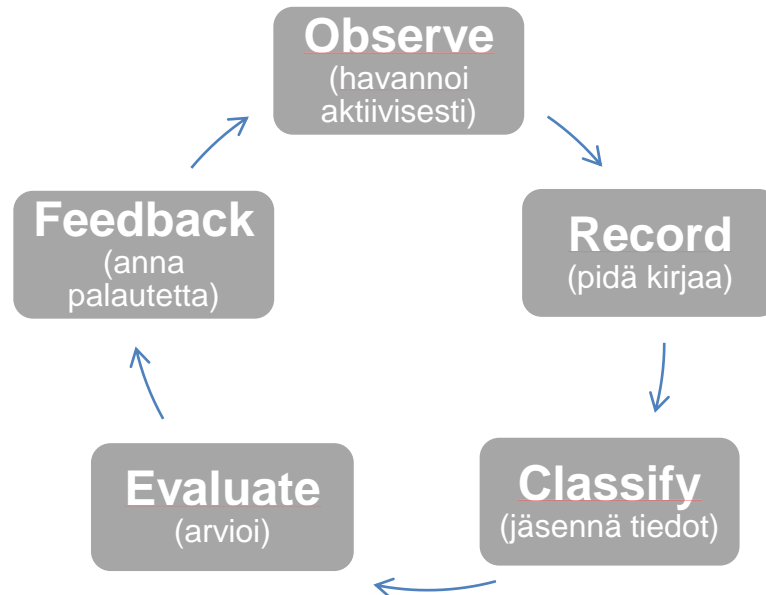 Observe
(havannoi
aktiivisesti)
Record
(pidä kirjaa)
Classify
(jäsennä tiedot)
Evaluate
(arvioi)
Feedback
(anna
palautetta)